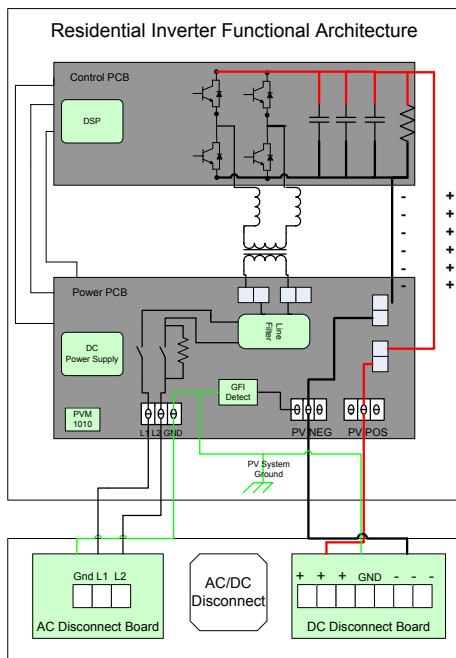 Residential Inverter Functional Architecture
Control PCB
DSP
- +
- +
- +
- +
- +
- +
Power PCB
DC
Power Supply
Line
Filter
GFI
Detect
PVM
1010
L1 L2 GND
PV NEG
PV POS
PV System
Ground
Gnd L1 L2
AC Disconnect Board
AC/DC
Disconnect
+ + + GND - - -
DC Disconnect Board